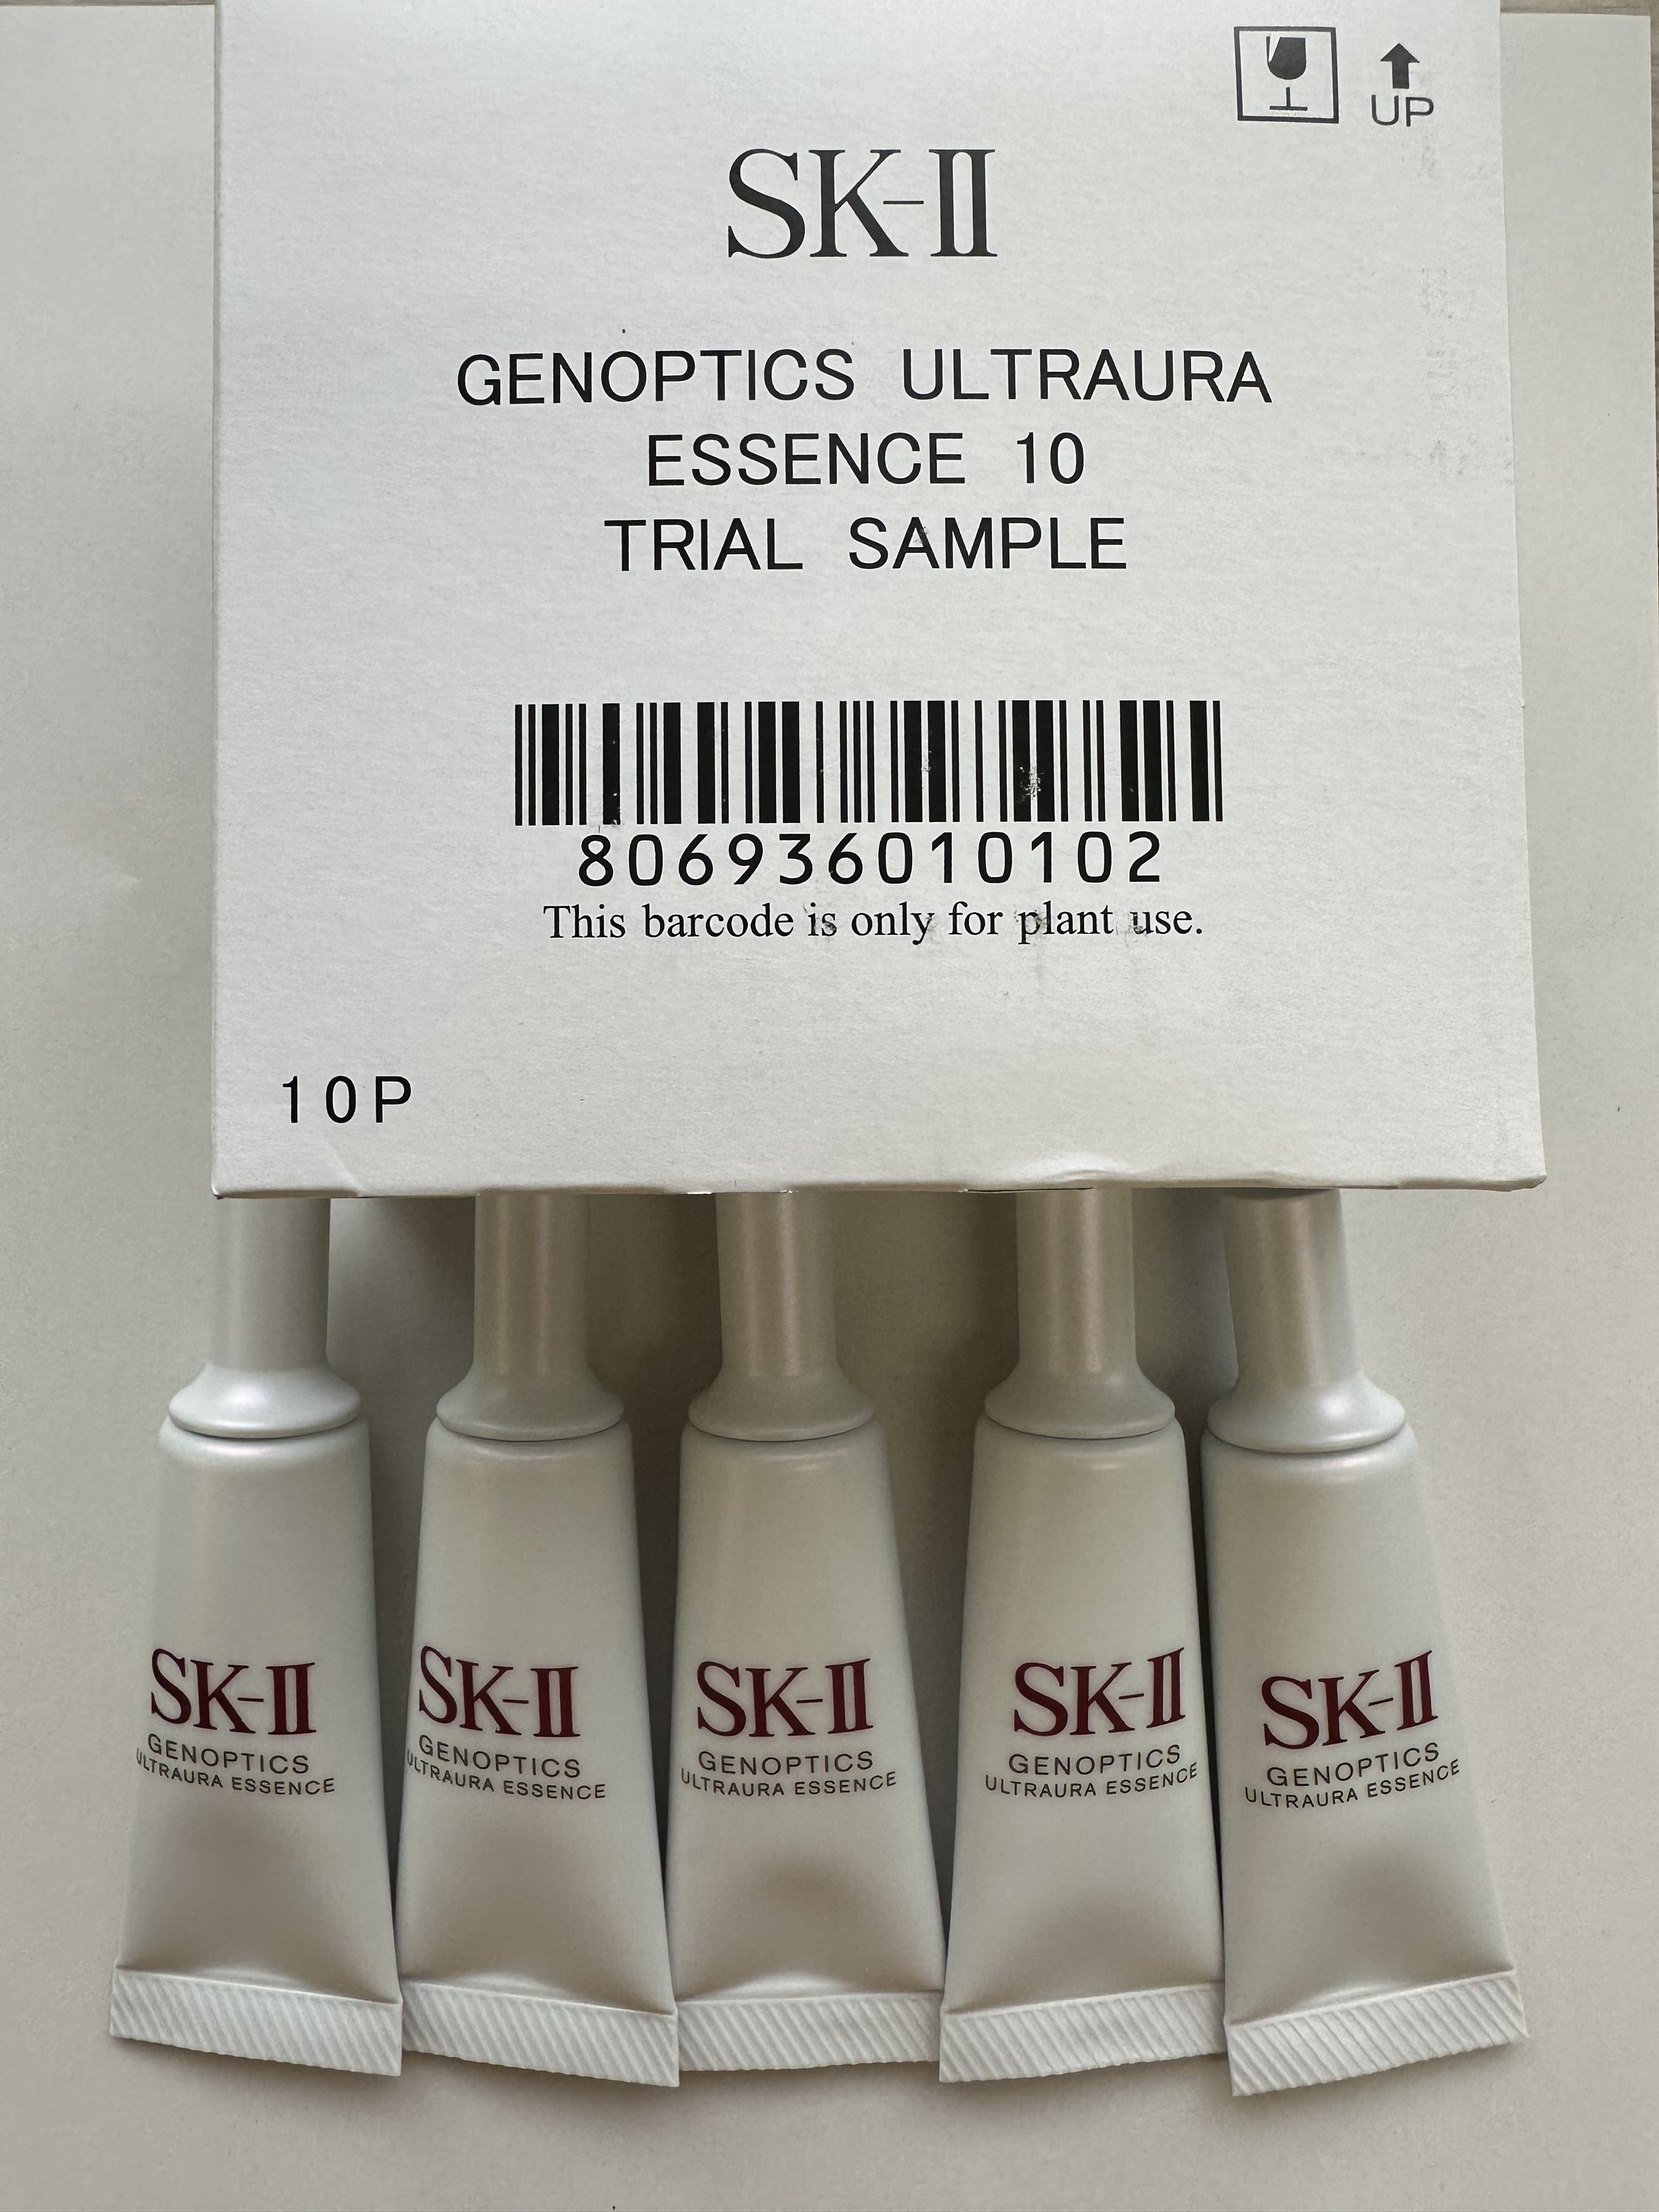 UP
SK-II
GENOPTICS ULTRAURA
ESSENCE 10
TRIAL SAMPLE
806936010102
This barcode is only for plant use.
10P
SK-II
GENOPTICS
ULTRAURA ESSENCE
SK-II
GENOPTICS
ULTRAURA ESSENCE
SK-II
GENOPTICS
ULTRAURA ESSENCE
SK-II
GENOPTICS
ULTRAURA ESSENCE
SK-II
GENOPTICS
ULTRAURA ESSENCE